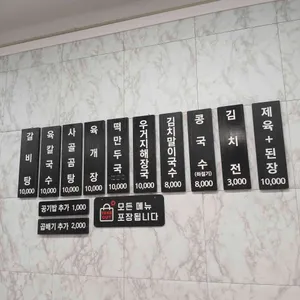 갈비탕
10,000
육칼국수
10,000
사골곰탕
10,000
육개장
10,000
떡만두국
10,000
우거지해장국
10,000
김치말이국수
8,000
콩국수
(하절기)
8,000
김치전
3,000
제육+된장
10,000
공기밥 추가 1,000
곱배기 추가 2,000
모든 메뉴
포장됩니다